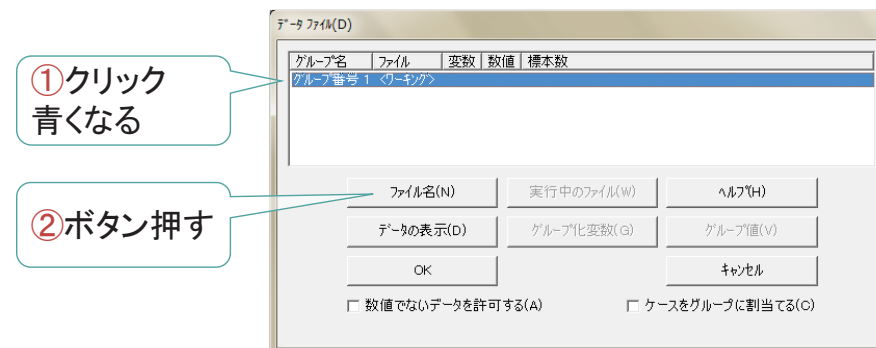 データ ファイル(D)
グループ名 ファイル 変数 数値 標本数
グループ番号 1 <ワーキング>
①クリック
青くなる
ファイル名(N) 実行中のファイル(W) ヘルプ(H)
②ボタン押す
データの表示(D) グループ化変数(G) グループ値(V)
OK キャンセル
数値でないデータを許可する(A) ケースをグループに割当てる(C)